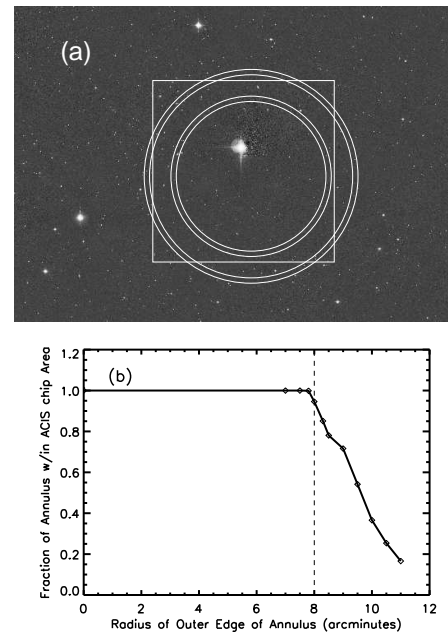 (a)
1.2
1.0
0.8
0.6
0.4
0.2
0.0
(b)
Fraction of Annulus w/in ACIS chip Area
0 2 4 6 8 10 12
Radius of Outer Edge of Annulus (arcminutes)